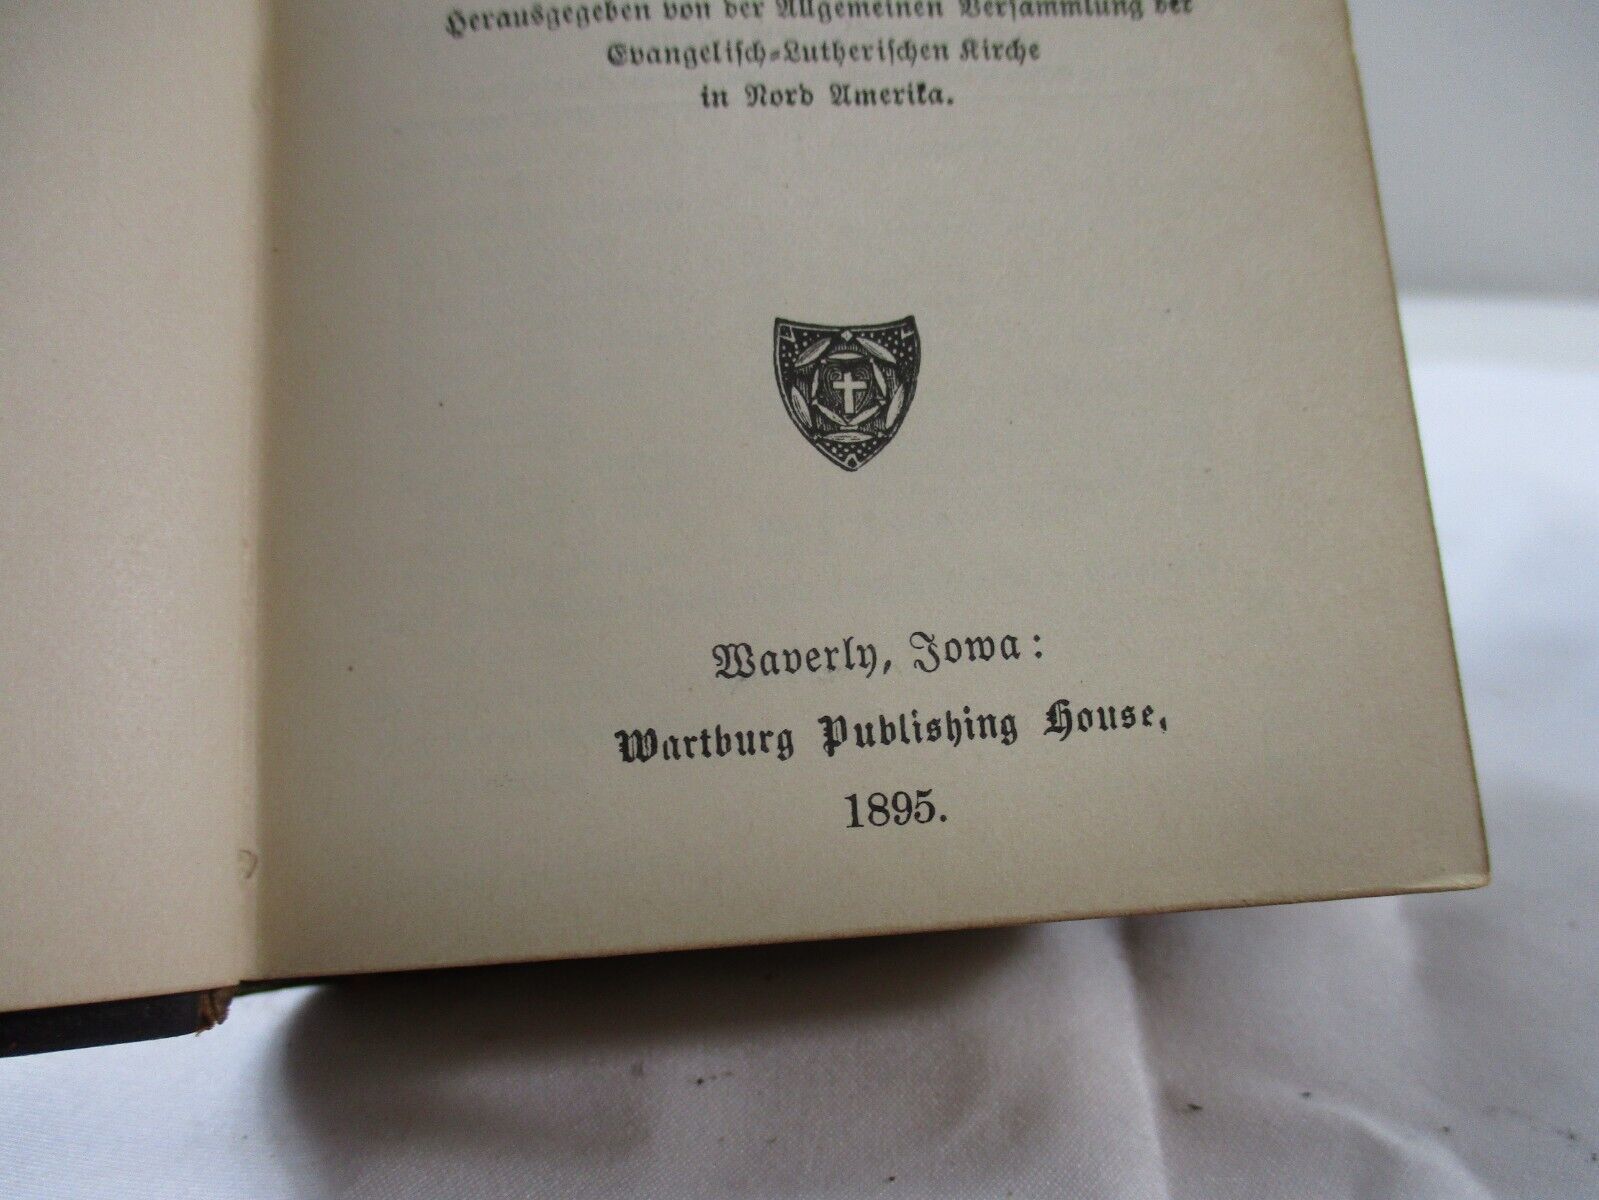 Herausgegeben von der Allgemeinen Versammlung der
Evangelisch-Lutherischen Kirche
in Nord Amerika.
Waverly, Iowa:
Wartburg Publishing House,
1895.